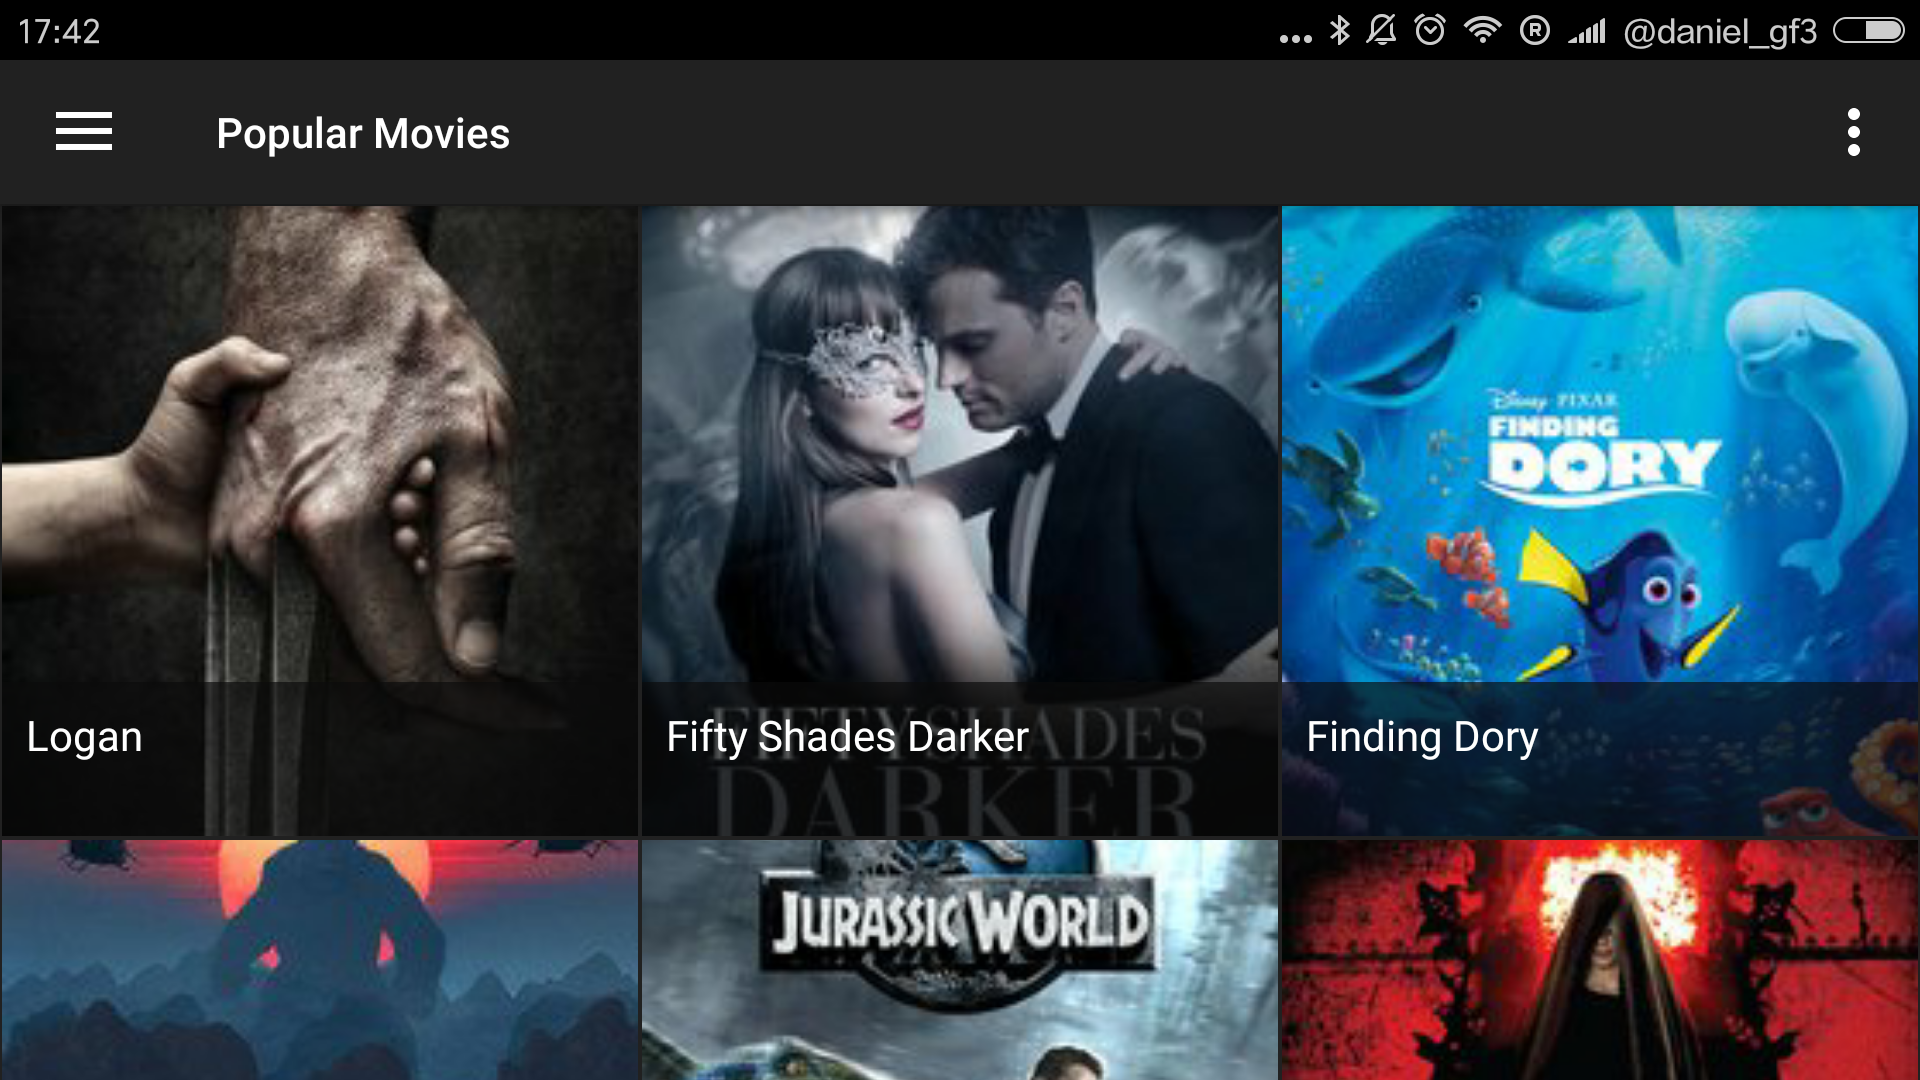 17:42
@daniel_gf3
Popular Movies
Disney PIXAR
FINDING
DORY
Logan
FIFTY SHADES
Fifty Shades Darker
DARKER
Finding Dory
JURASSIC WORLD